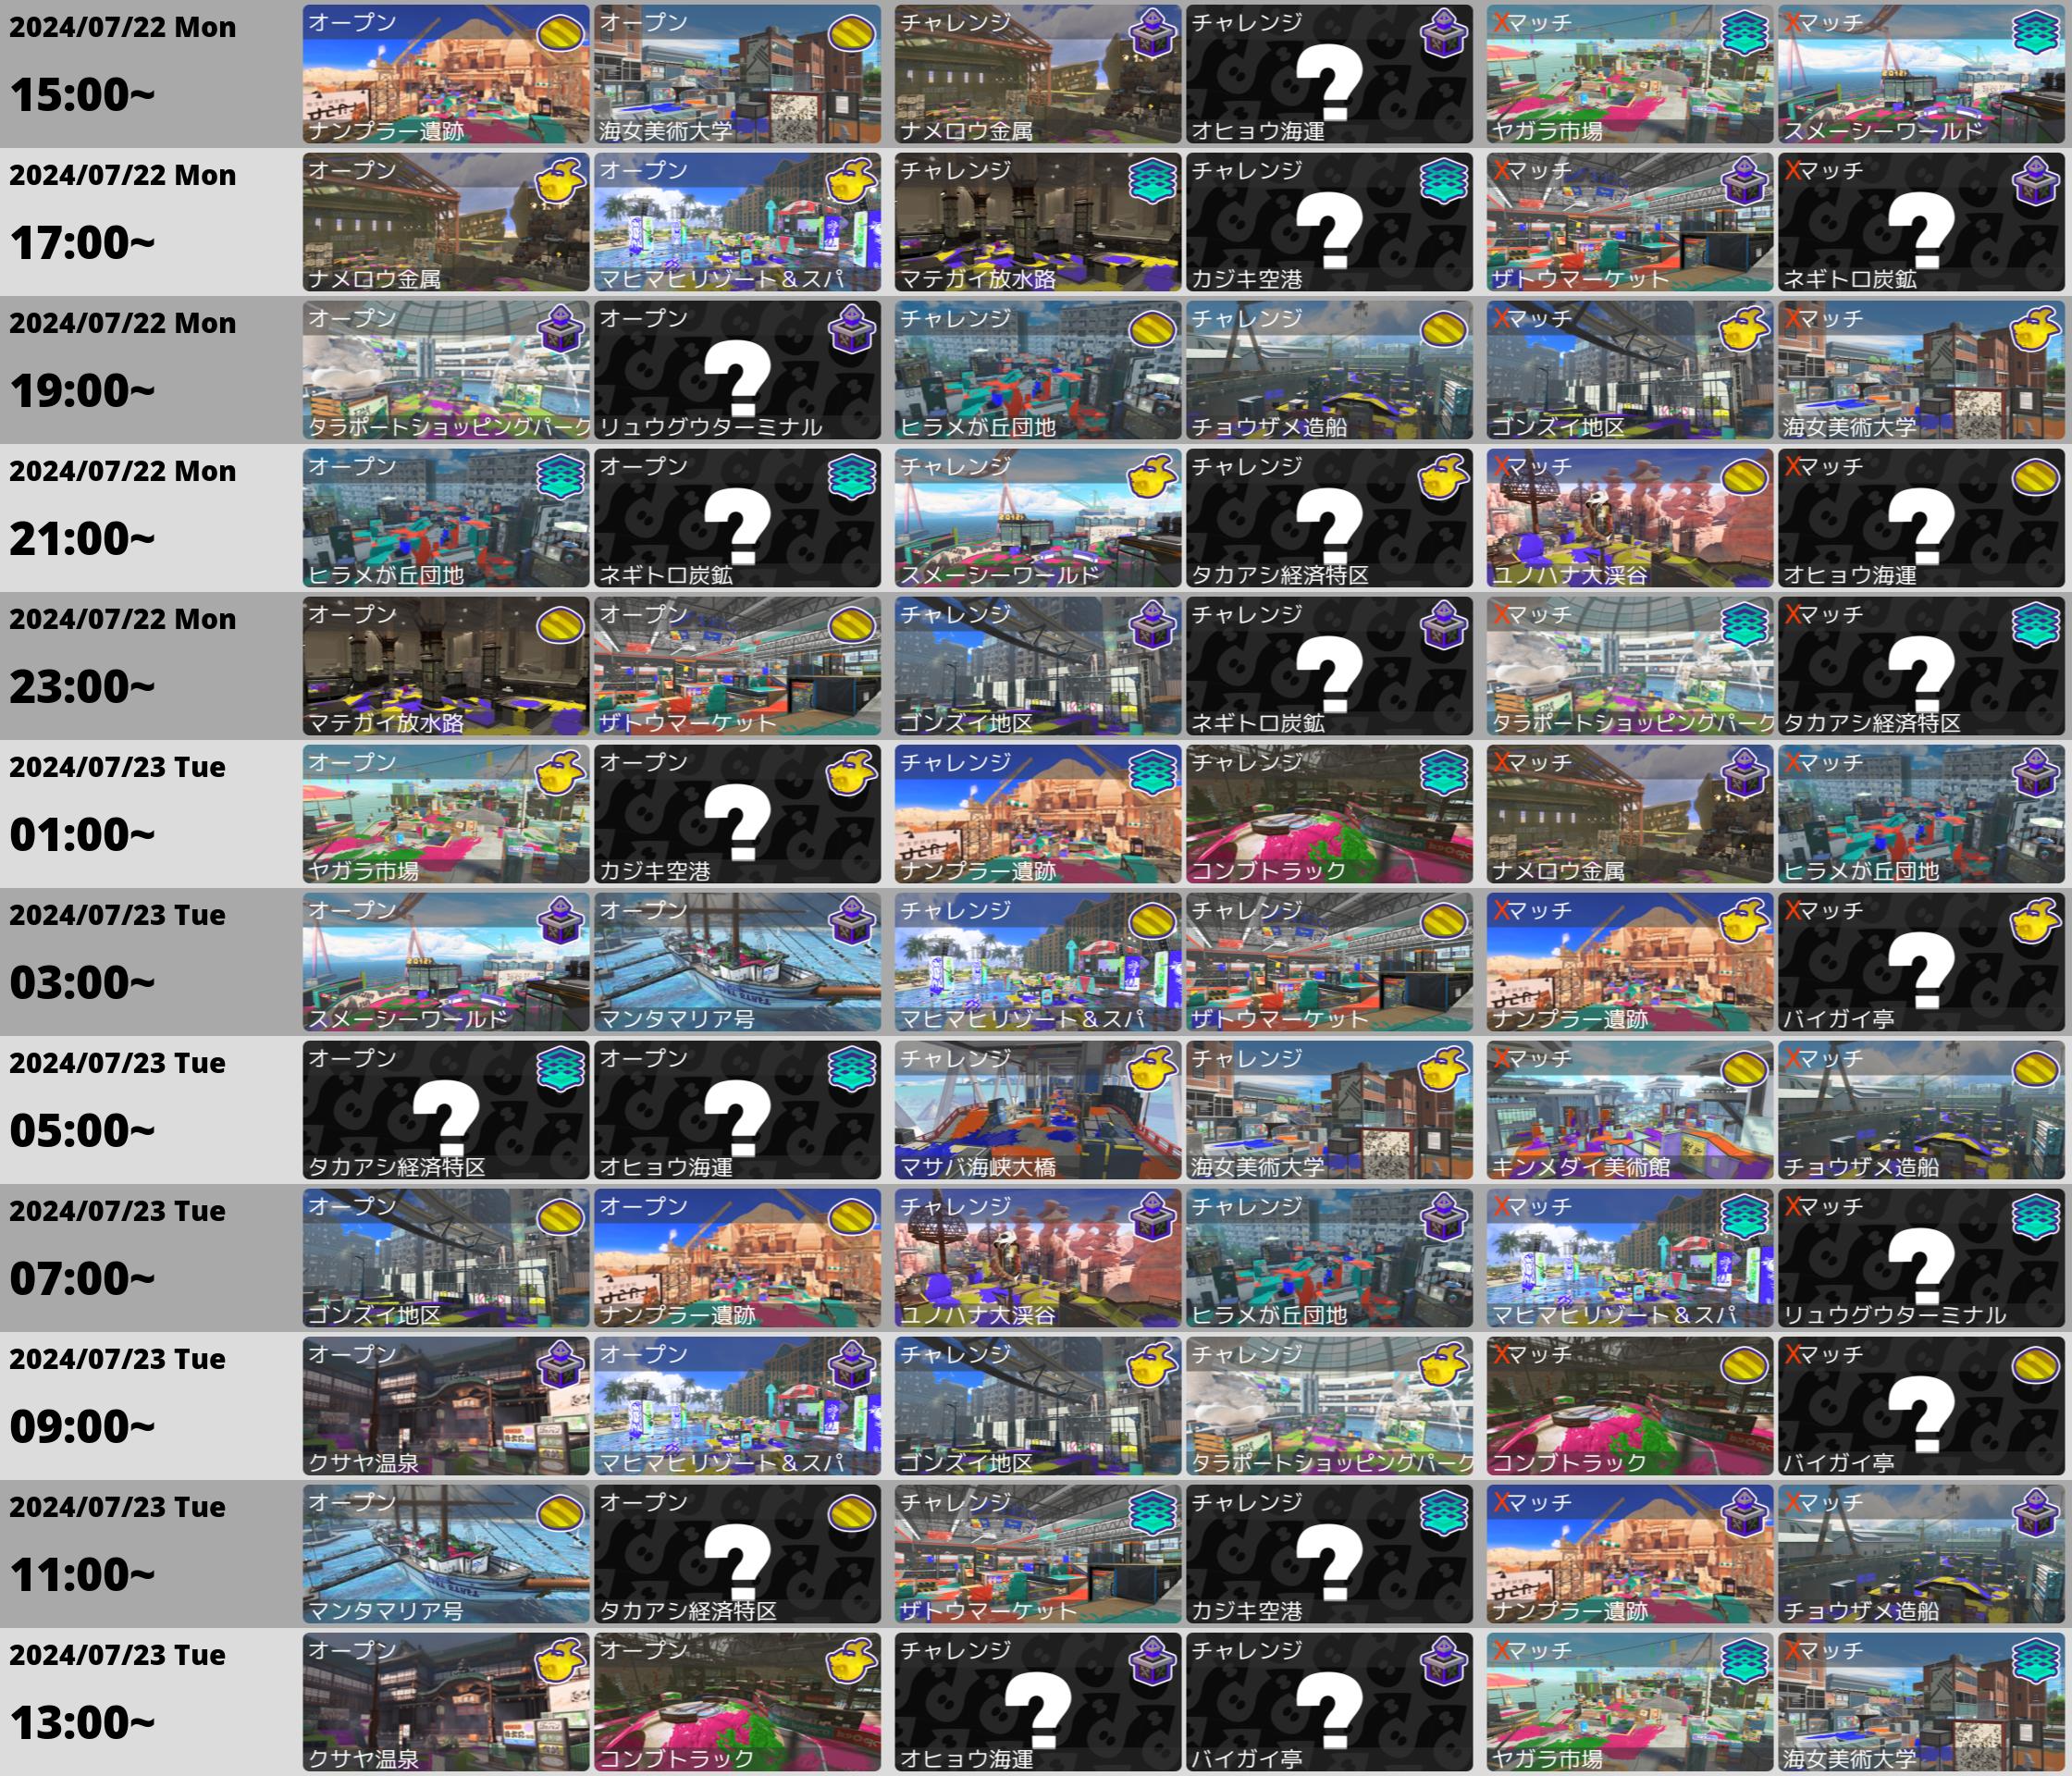 2024/07/22 Mon
15:00~
オープン
ナンプラー遺跡
オープン
海女美術大学
チャレンジ
ナメロウ金属
チャレンジ
オヒョウ海運
Xマッチ
ヤガラ市場
Xマッチ
スメーシーワールド
2024/07/22 Mon
17:00~
オープン
ナメロウ金属
オープン
マヒマヒリゾート&スパ
チャレンジ
マテガイ放水路
チャレンジ
カジキ空港
Xマッチ
ザトウマーケット
Xマッチ
ネギトロ炭鉱
2024/07/22 Mon
19:00~
オープン
タラポートショッピングパーク
オープン
リュウグウターミナル
チャレンジ
ヒラメが丘団地
チャレンジ
チョウザメ造船
Xマッチ
ゴンズイ地区
Xマッチ
海女美術大学
2024/07/22 Mon
21:00~
オープン
ヒラメが丘団地
オープン
ネギトロ炭鉱
チャレンジ
スメーシーワールド
チャレンジ
タカアシ経済特区
Xマッチ
ユノハナ大渓谷
Xマッチ
オヒョウ海運
2024/07/22 Mon
23:00~
オープン
マテガイ放水路
オープン
ザトウマーケット
チャレンジ
ゴンズイ地区
チャレンジ
ネギトロ炭鉱
Xマッチ
タラポートショッピングパーク
Xマッチ
タカアシ経済特区
2024/07/23 Tue
01:00~
オープン
ヤガラ市場
オープン
カジキ空港
チャレンジ
ナンプラー遺跡
チャレンジ
コンブトラック
Xマッチ
ナメロウ金属
Xマッチ
ヒラメが丘団地
2024/07/23 Tue
03:00~
オープン
スメーシーワールド
オープン
マンタマリア号
チャレンジ
マヒマヒリゾート&スパ
チャレンジ
ザトウマーケット
Xマッチ
ナンプラー遺跡
Xマッチ
バイガイ亭
2024/07/23 Tue
05:00~
オープン
タカアシ経済特区
オープン
オヒョウ海運
チャレンジ
マサバ海峡大橋
チャレンジ
海女美術大学
Xマッチ
キンメダイ美術館
Xマッチ
チョウザメ造船
2024/07/23 Tue
07:00~
オープン
ゴンズイ地区
オープン
ナンプラー遺跡
チャレンジ
ユノハナ大渓谷
チャレンジ
ヒラメが丘団地
Xマッチ
マヒマヒリゾート&スパ
Xマッチ
リュウグウターミナル
2024/07/23 Tue
09:00~
オープン
クサヤ温泉
オープン
マヒマヒリゾート&スパ
チャレンジ
ゴンズイ地区
チャレンジ
タラポートショッピングパーク
Xマッチ
コンブトラック
Xマッチ
バイガイ亭
2024/07/23 Tue
11:00~
オープン
マンタマリア号
オープン
タカアシ経済特区
チャレンジ
ザトウマーケット
チャレンジ
カジキ空港
Xマッチ
ナンプラー遺跡
Xマッチ
チョウザメ造船
2024/07/23 Tue
13:00~
オープン
クサヤ温泉
オープン
コンブトラック
チャレンジ
オヒョウ海運
チャレンジ
バイガイ亭
Xマッチ
ヤガラ市場
Xマッチ
海女美術大学